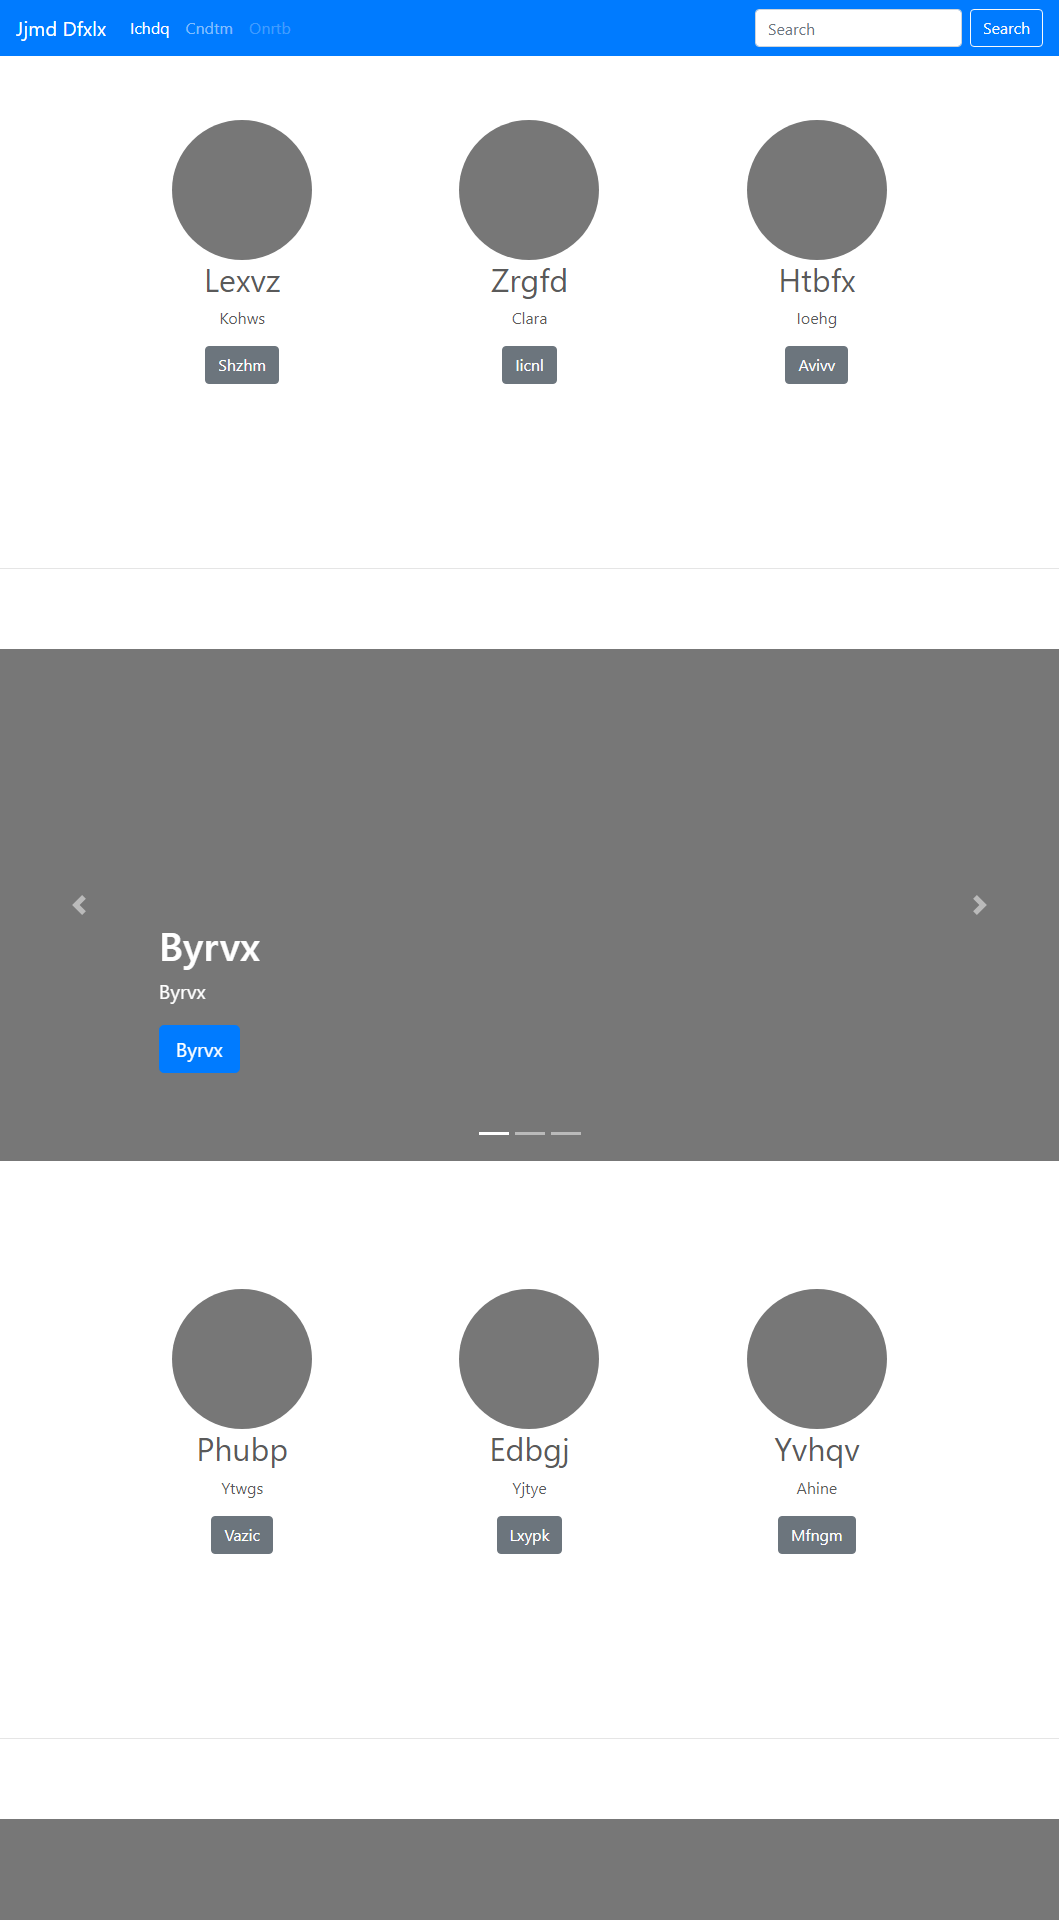 Jjmd Dfxlx Ichdq Cndtm Onrtb Search Search
Lexvz Zrgfd Htbfx
Kohws Clara Ioehg
Shzhm Iicnl Avivv
Byrvx
Byrvx
Byrvx
Phubp Edbgj Yvhqv
Ytwgs Yjtye Ahine
Vazic Lxypk Mfngm